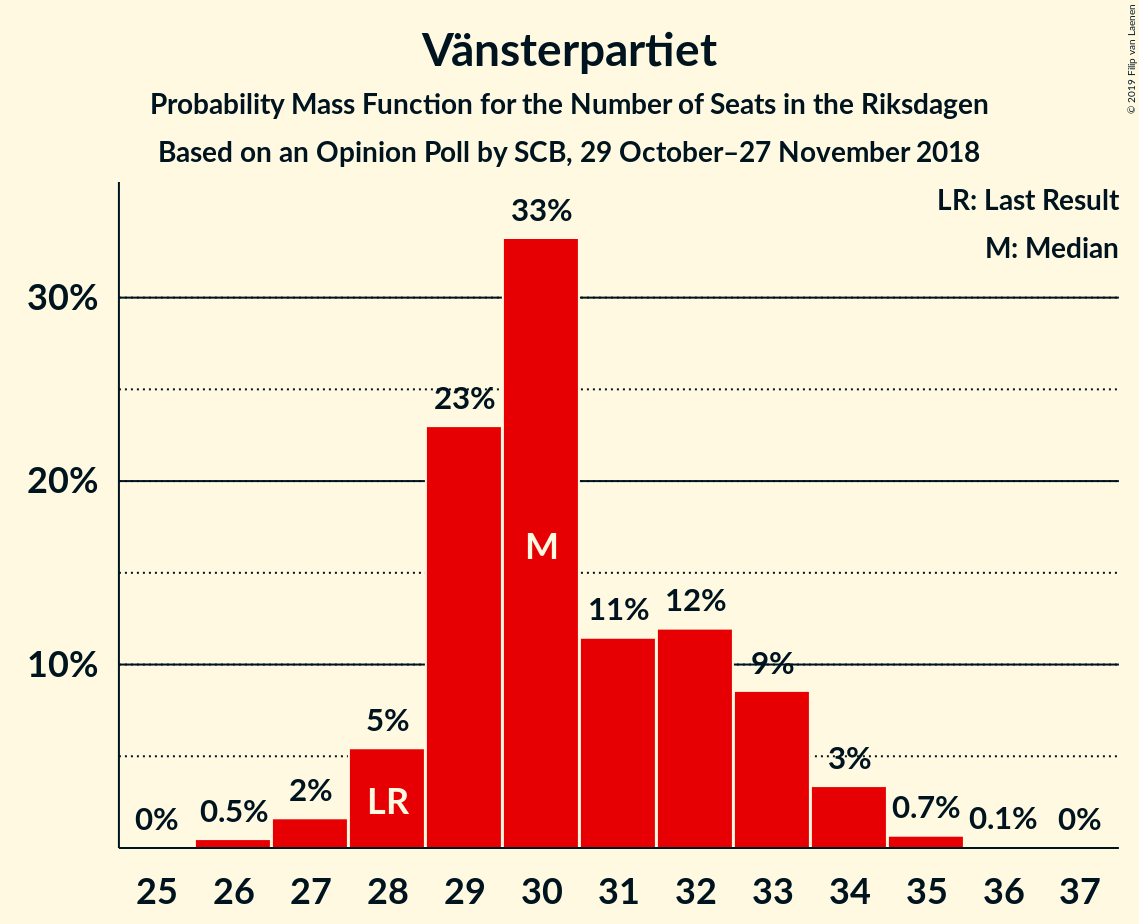 Vänsterpartiet
Probability Mass Function for the Number of Seats in the Riksdagen
Based on an Opinion Poll by SCB, 29 October–27 November 2018
© 2019 Filip van Laenen
LR: Last Result
M: Median
33%
30%
23%
20%
M
11%
12%
10%
9%
5%
3%
LR
2%
0%
0.5%
0.7%
0.1%
0%
25 26 27 28 29 30 31 32 33 34 35 36 37